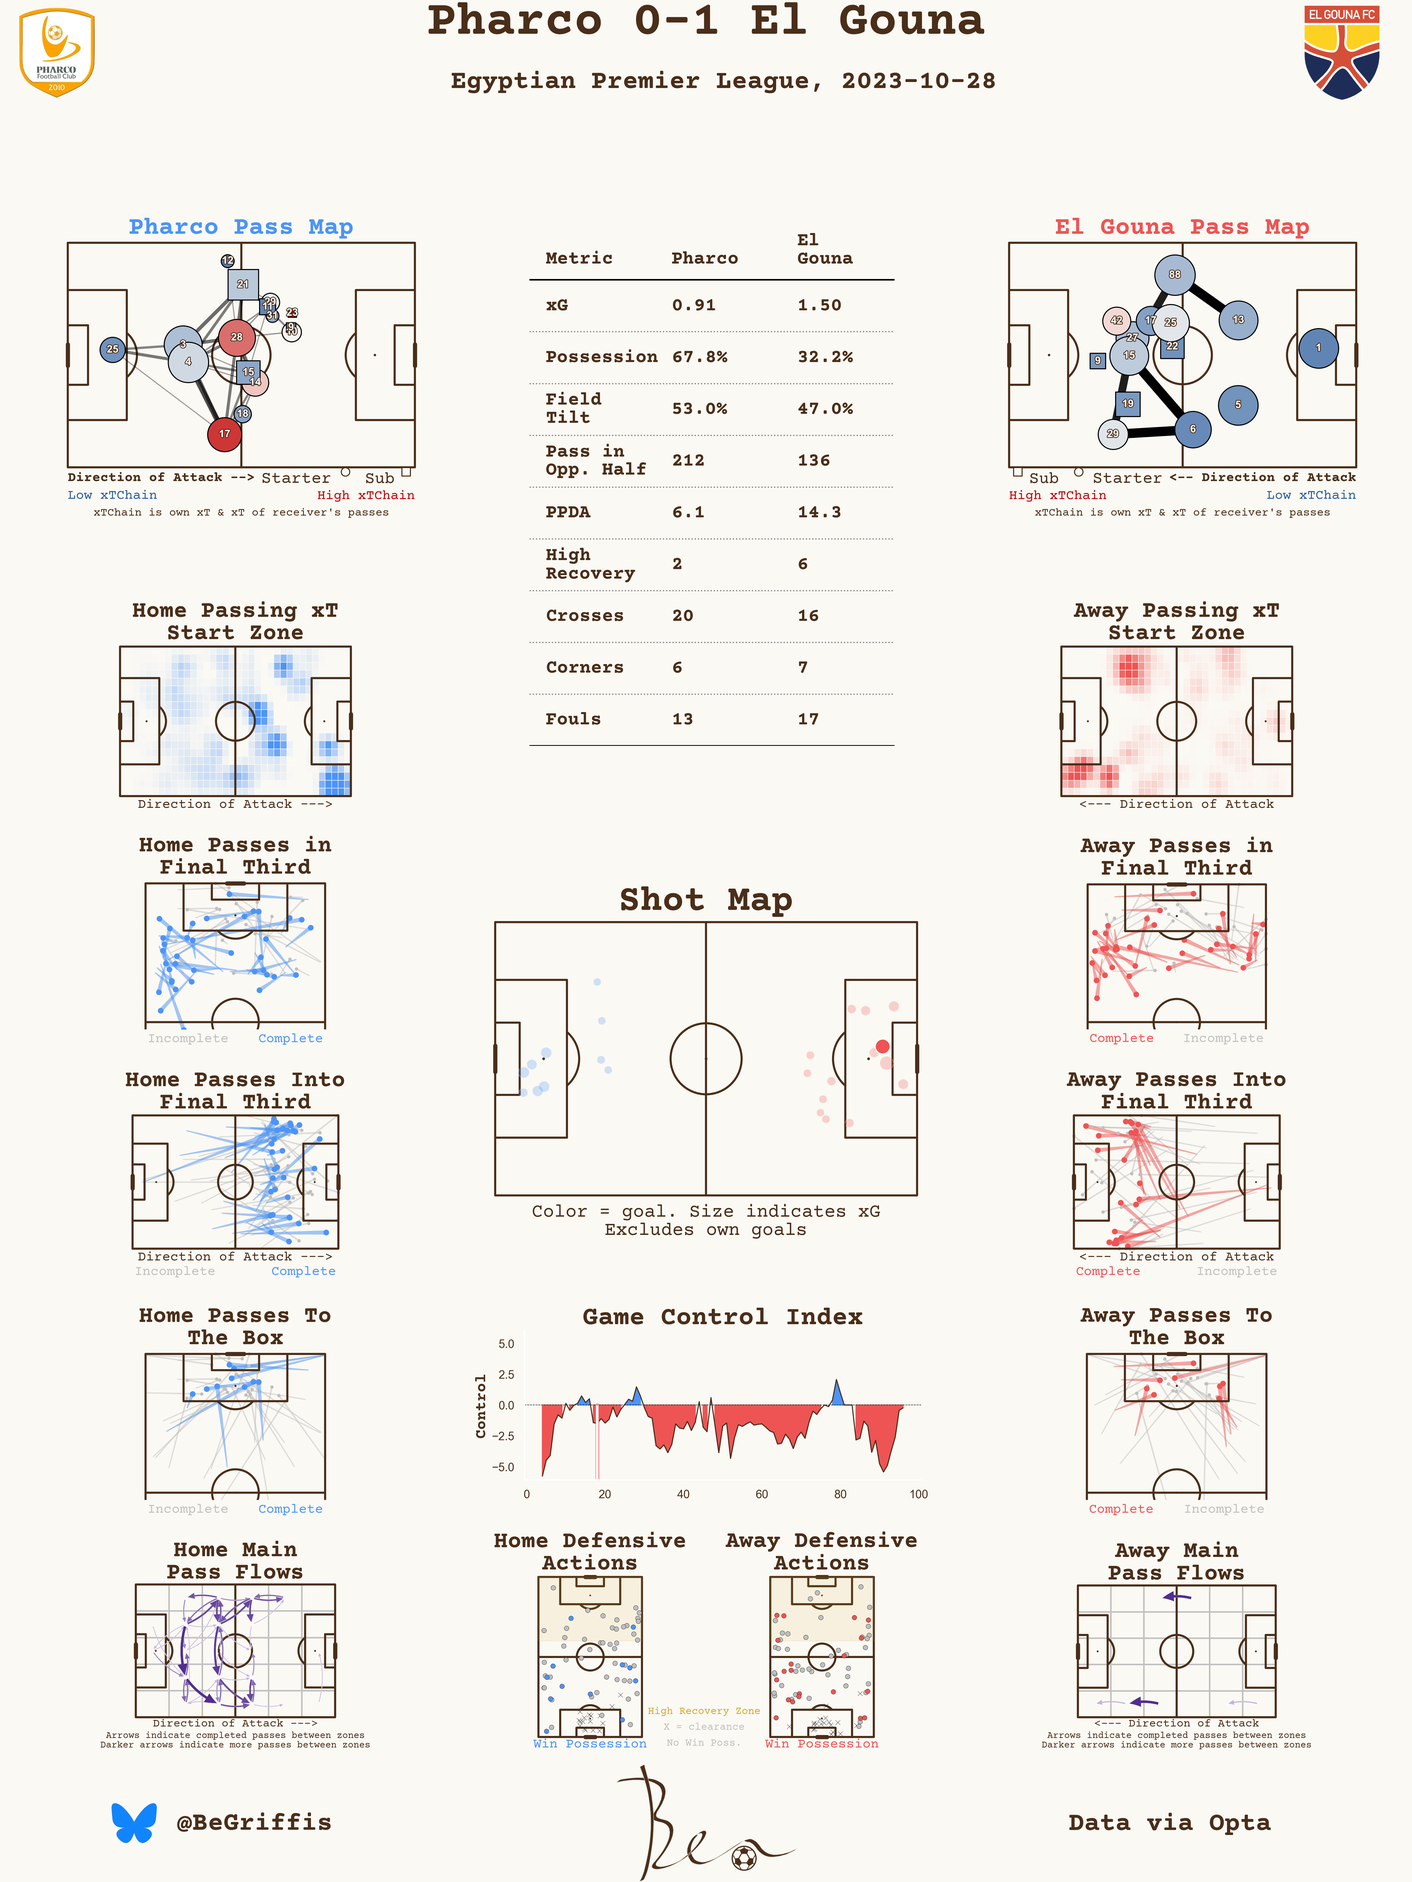 Pharco 0-1 El Gouna
Egyptian Premier League, 2023-10-28
PHARCO
Football Club
2010
EL GOUNA FC
Pharco Pass Map
12
21
29
11
31
23
9
10
28
3
4
25
15
14
18
17
Direction of Attack --> Starter Sub
Low xTChain High xTChain
xTChain is own xT & xT of receiver's passes
Metric Pharco El Gouna
xG 0.91 1.50
Possession 67.8% 32.2%
Field Tilt 53.0% 47.0%
Pass in Opp. Half 212 136
PPDA 6.1 14.3
High Recovery 2 6
Crosses 20 16
Corners 6 7
Fouls 13 17
El Gouna Pass Map
88
42
17
25
13
27
22
15
9
1
19
5
29
6
Sub Starter <-- Direction of Attack
High xTChain Low xTChain
xTChain is own xT & xT of receiver's passes
Home Passing xT
Start Zone
Direction of Attack --->
Away Passing xT
Start Zone
<--- Direction of Attack
Home Passes in
Final Third
Incomplete Complete
Away Passes in
Final Third
Complete Incomplete
Shot Map
Color = goal. Size indicates xG
Excludes own goals
Home Passes Into
Final Third
Direction of Attack --->
Incomplete Complete
Away Passes Into
Final Third
<--- Direction of Attack
Complete Incomplete
Home Passes To
The Box
Incomplete Complete
Game Control Index
Control
5.0
2.5
0.0
−2.5
−5.0
0 20 40 60 80 100
Away Passes To
The Box
Complete Incomplete
Home Main
Pass Flows
Direction of Attack --->
Arrows indicate completed passes between zones
Darker arrows indicate more passes between zones
Home Defensive
Actions
Win Possession
Away Defensive
Actions
Win Possession
High Recovery Zone
X = clearance
No Win Poss.
Away Main
Pass Flows
<--- Direction of Attack
Arrows indicate completed passes between zones
Darker arrows indicate more passes between zones
@BeGriffis
Ben
Data via Opta